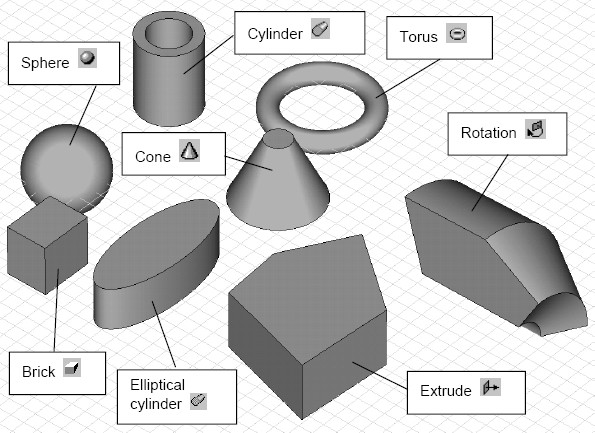 Cylinder
Torus
Sphere
Cone
Rotation
Brick
Elliptical
cylinder
Extrude